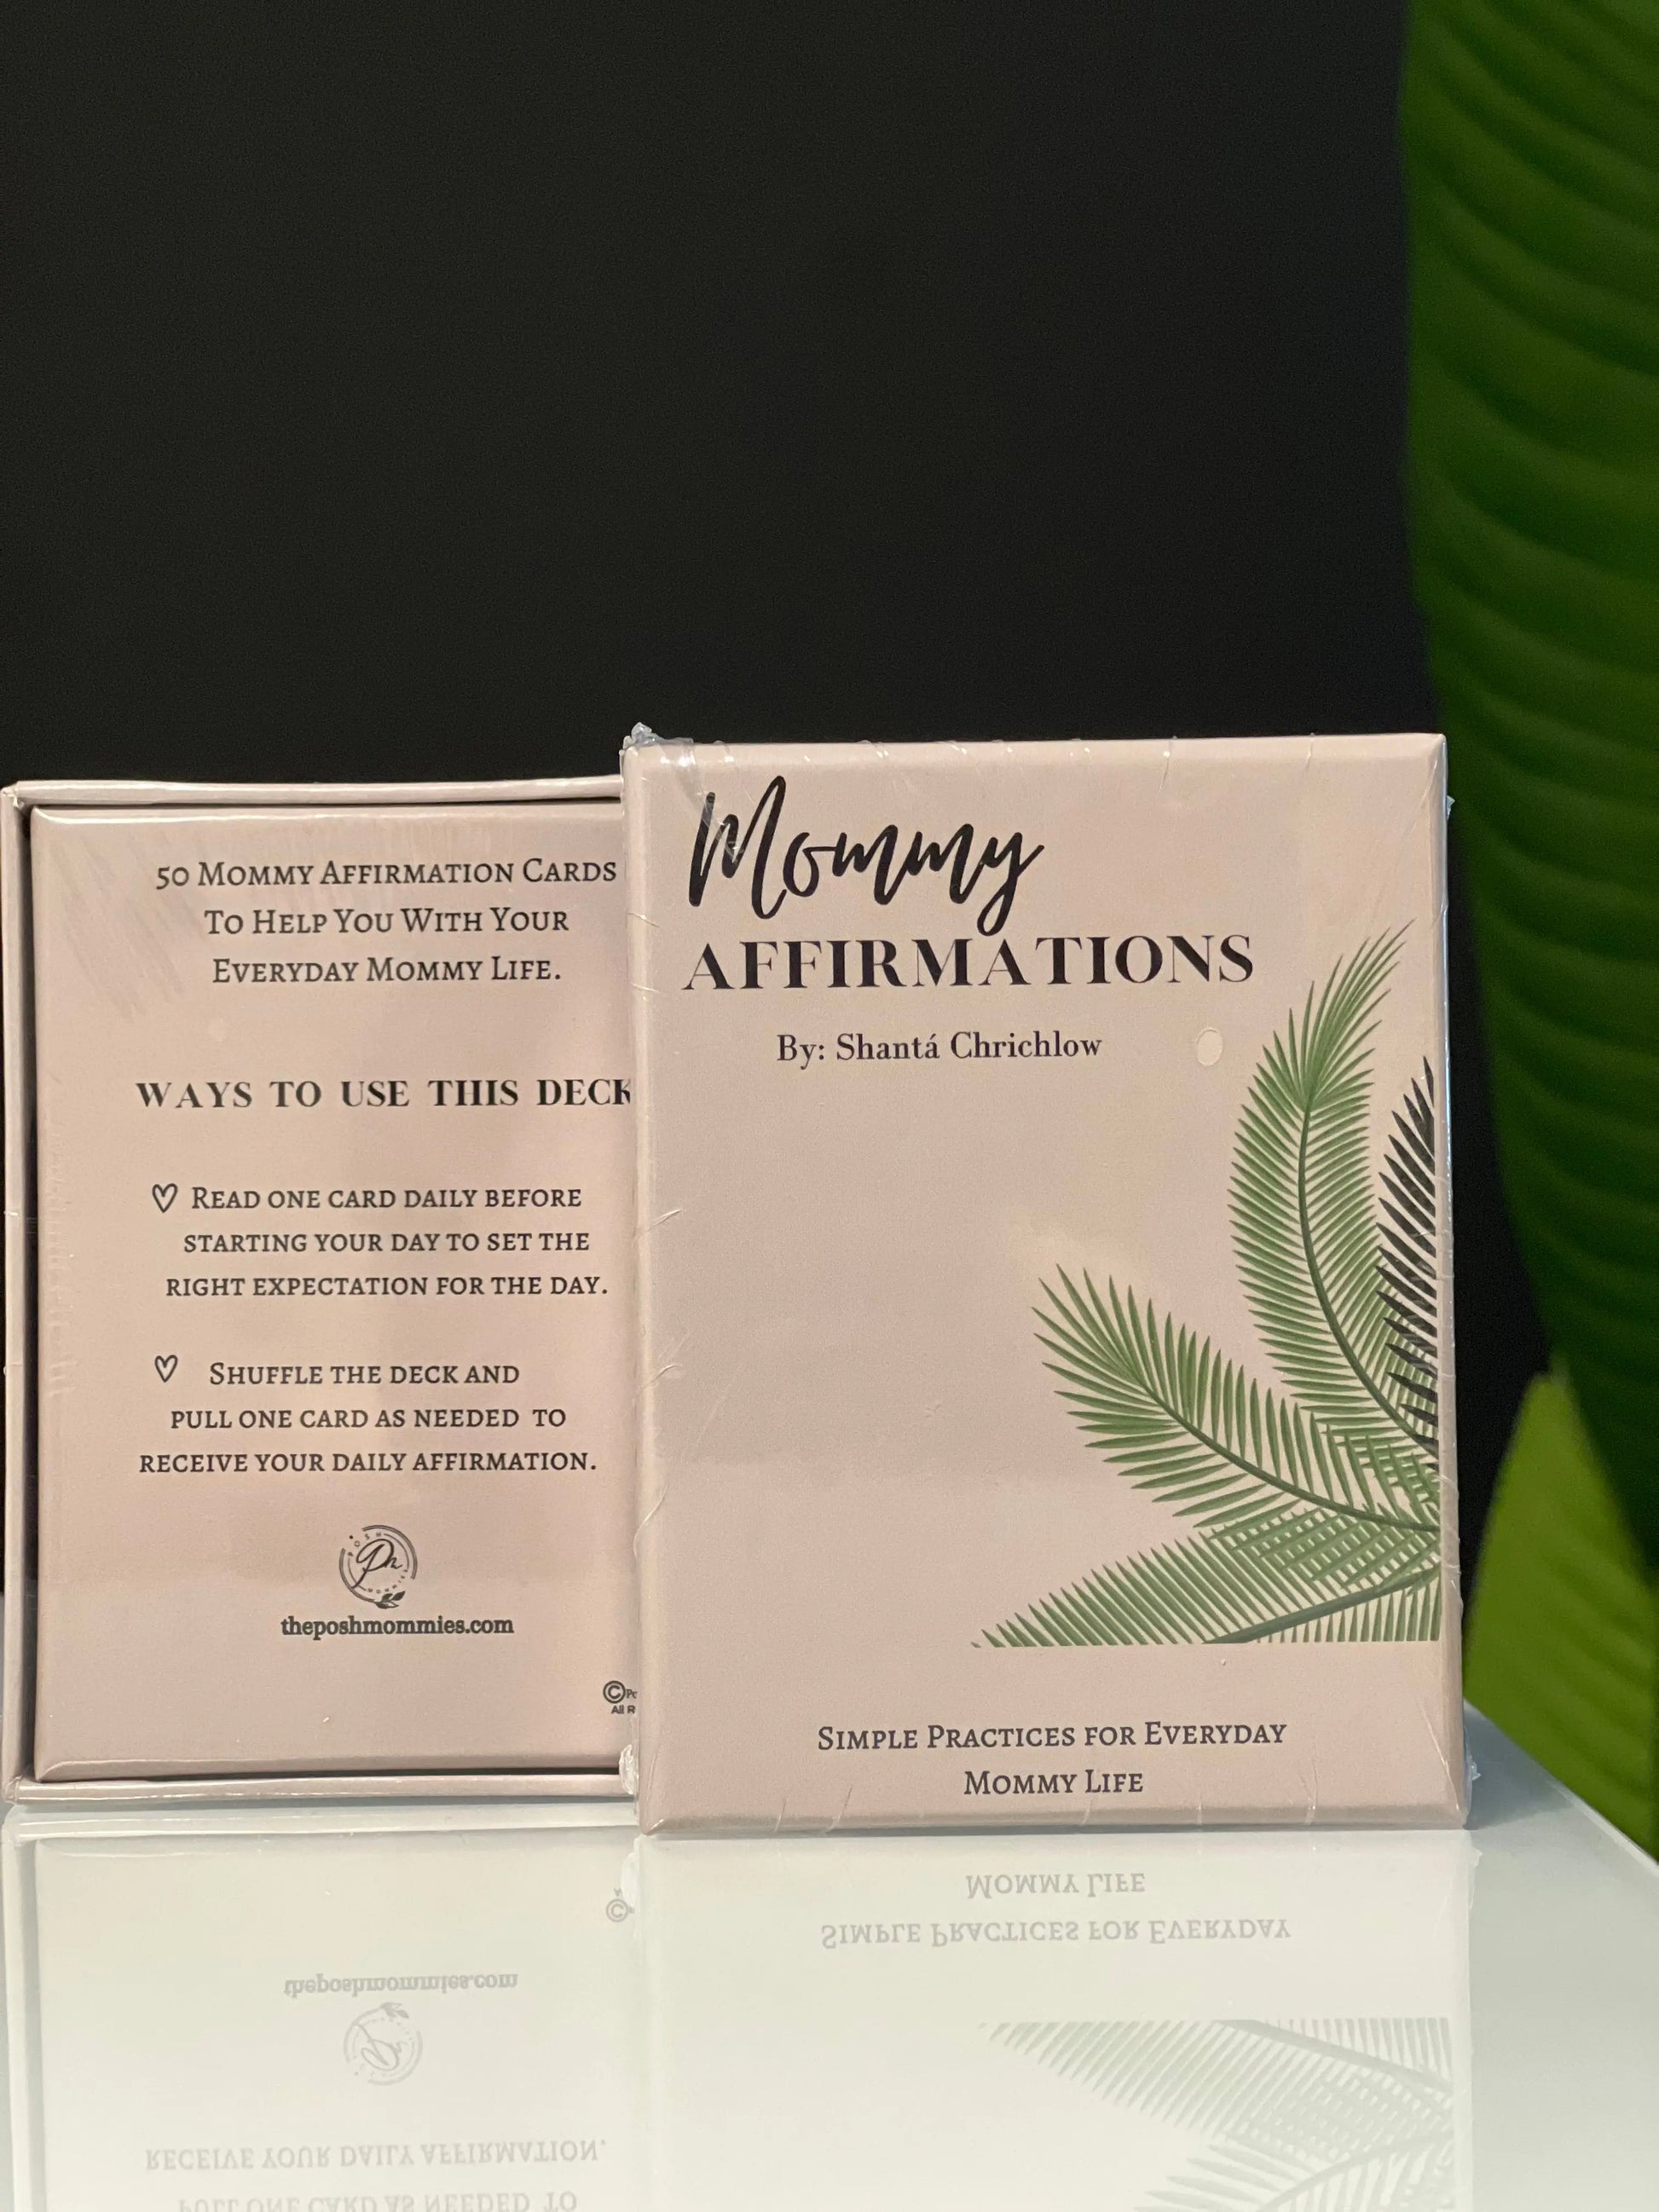 50 Mommy Affirmation Cards
To Help You With Your
Everyday Mommy Life.
WAYS TO USE THIS DECK
Read one card daily before
starting your day to set the
right expectation for the day.
Shuffle the deck and
pull one card as needed to
receive your daily affirmation.
theposhmommies.com
©
All R
Mommy
AFFIRMATIONS
By: Shantá Chrichlow
Simple Practices for Everyday
Mommy Life